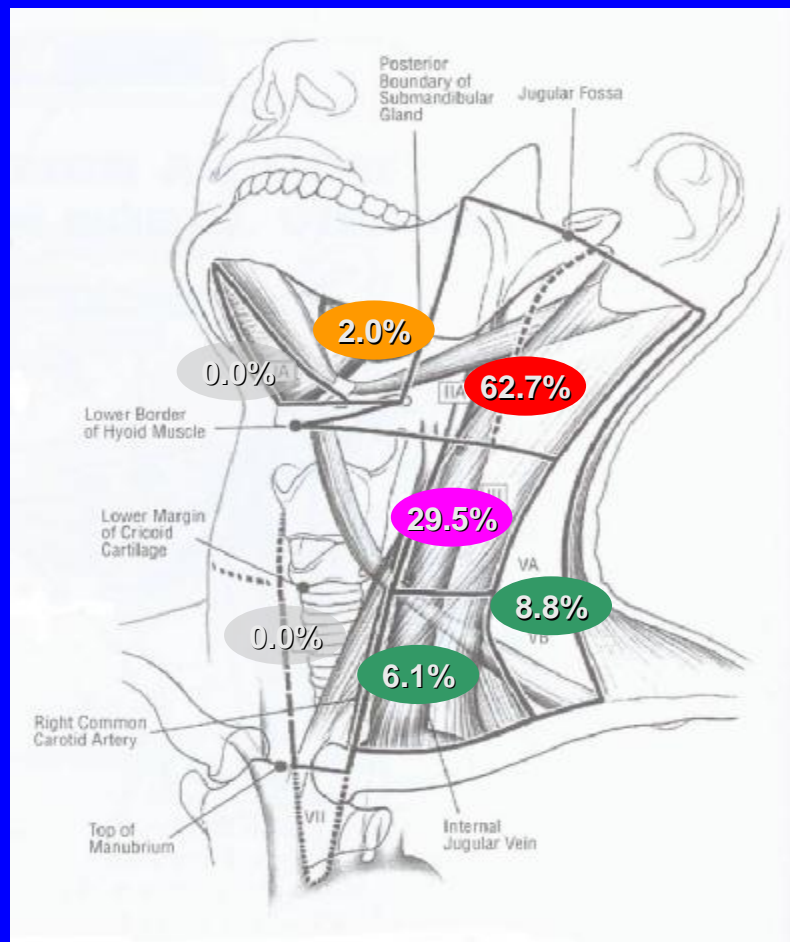 Posterior
Boundary of
Submandibular
Gland
Jugular Fossa
2.0%
0.0%
IIA
62.7%
Lower Border
of Hyoid Muscle
29.5%
Lower Margin
of Cricoid
Cartilage
VA
8.8%
0.0%
VB
6.1%
Right Common
Carotid Artery
VII
Top of
Manubrium
Internal
Jugular Vein